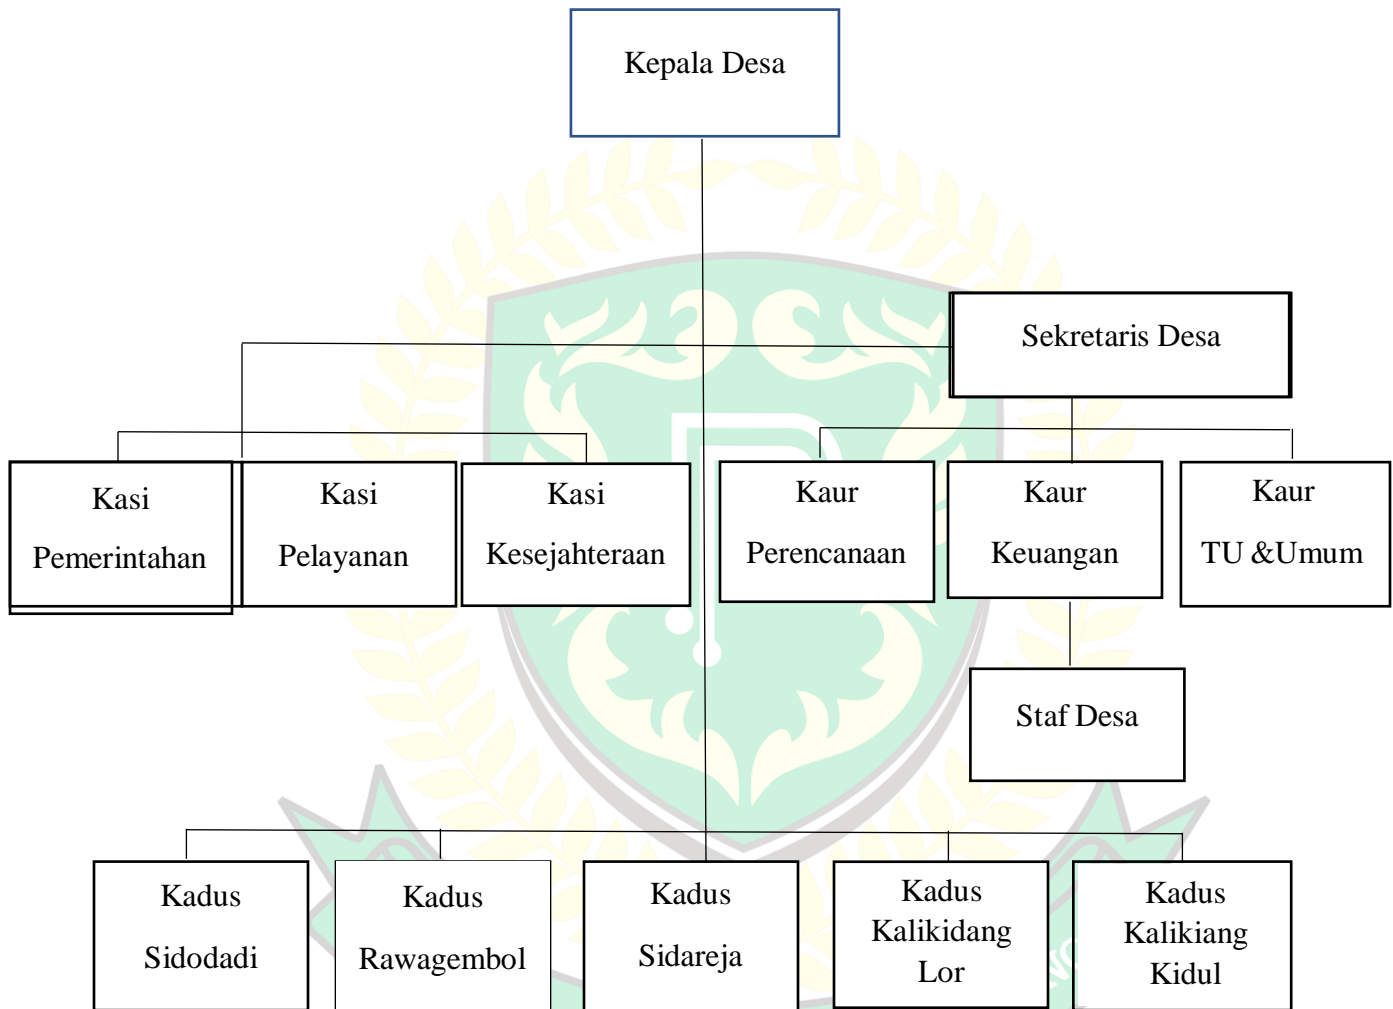 Kepala Desa
Sekretaris Desa
Kasi
Pemerintahan
Kasi
Pelayanan
Kasi
Kesejahteraan
Kaur
Perencanaan
Kaur
Keuangan
Kaur
TU &Umum
Staf Desa
Kadus
Sidodadi
Kadus
Rawagembol
Kadus
Sidareja
Kadus
Kalikidang
Lor
Kadus
Kalikiang
Kidul